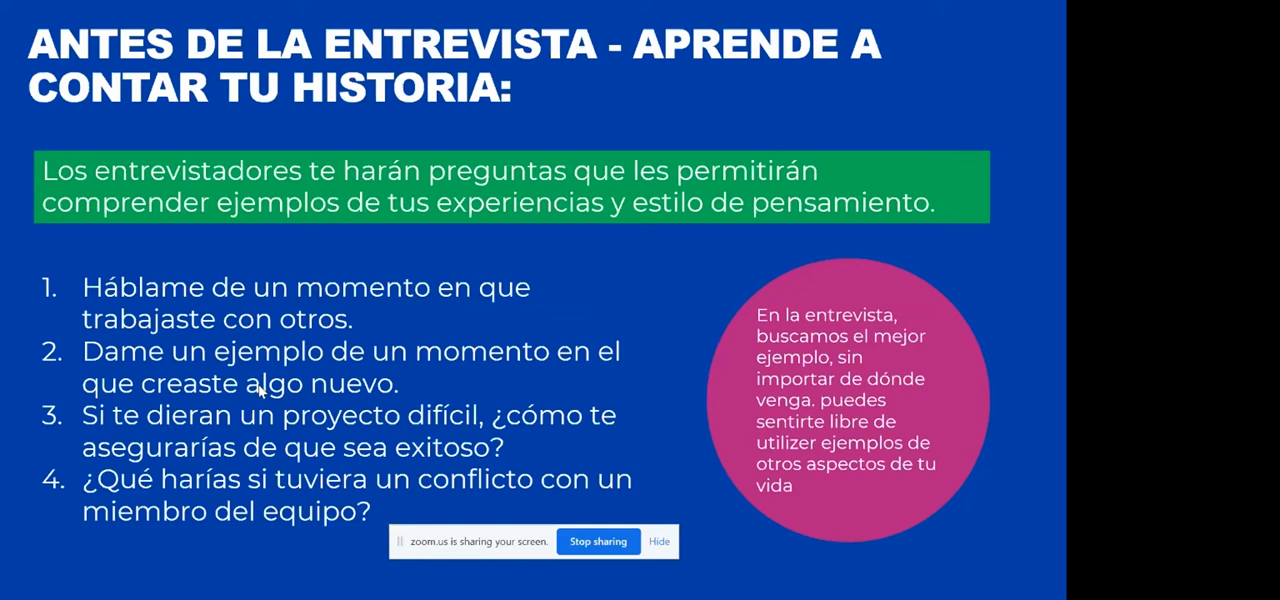 ANTES DE LA ENTREVISTA - APRENDE A
CONTAR TU HISTORIA:
Los entrevistadores te harán preguntas que les permitirán
comprender ejemplos de tus experiencias y estilo de pensamiento.
1. Háblame de un momento en que
trabajaste con otros.
2. Dame un ejemplo de un momento en el
que creaste algo nuevo.
3. Si te dieran un proyecto difícil, ¿cómo te
asegurarías de que sea exitoso?
4. ¿Qué harías si tuviera un conflicto con un
miembro del equipo?
En la entrevista,
buscamos el mejor
ejemplo, sin
importar de dónde
venga. puedes
sentirte libre de
utilizer ejemplos de
otros aspectos de tu
vida
zoom.us is sharing your screen. Stop sharing Hide